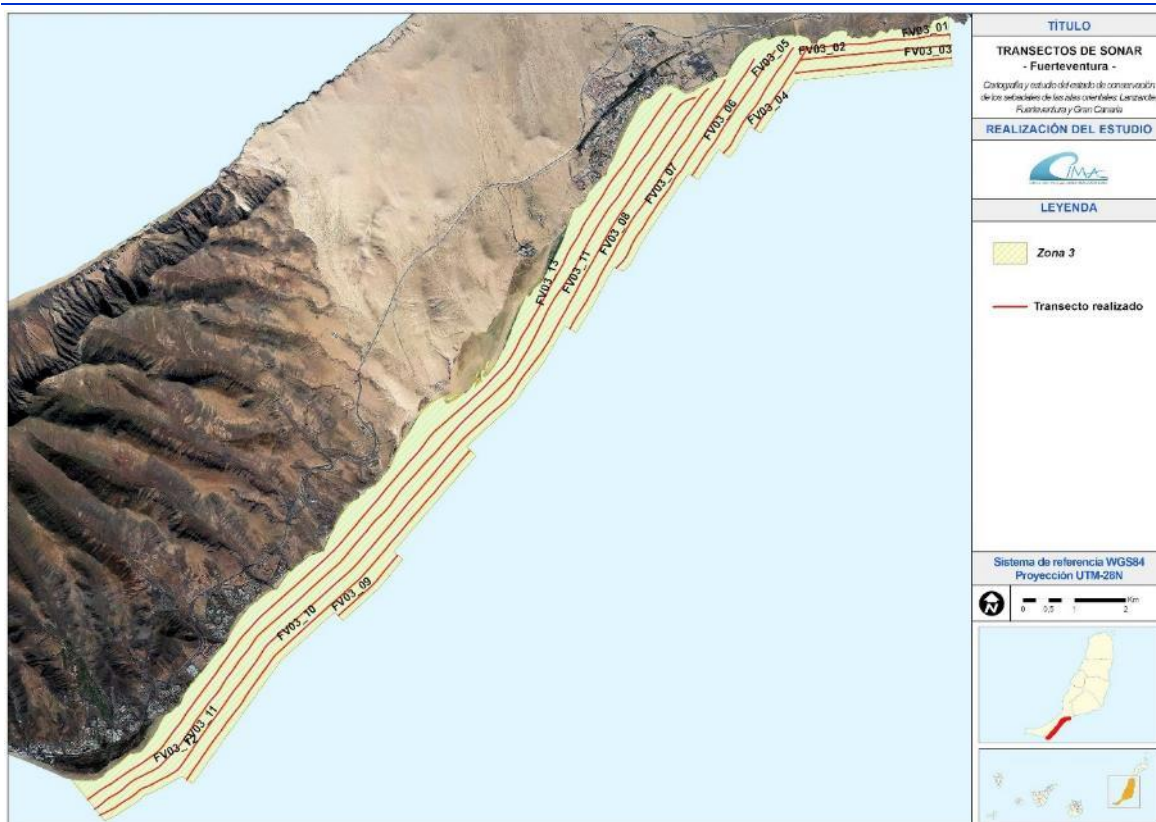 TÍTULO
TRANSECTOS DE SONAR
- Fuerteventura -
Cartografía y estudio del estado de conservación
de los sebadales de las islas orientales: Lanzarote,
Fuerteventura y Gran Canaria
REALIZACIÓN DEL ESTUDIO
CIMA
LEYENDA
Zona 3
Transecto realizado
Sistema de referencia WGS84
Proyección UTM-28N
N
Km
0 0,5 1 2
FV03_01
FV03_02
FV03_03
FV03_05
FV03_04
FV03_06
FV03_07
FV03_08
FV03_11
FV03_13
FV03_09
FV03_10
FV03_11
FV03_12